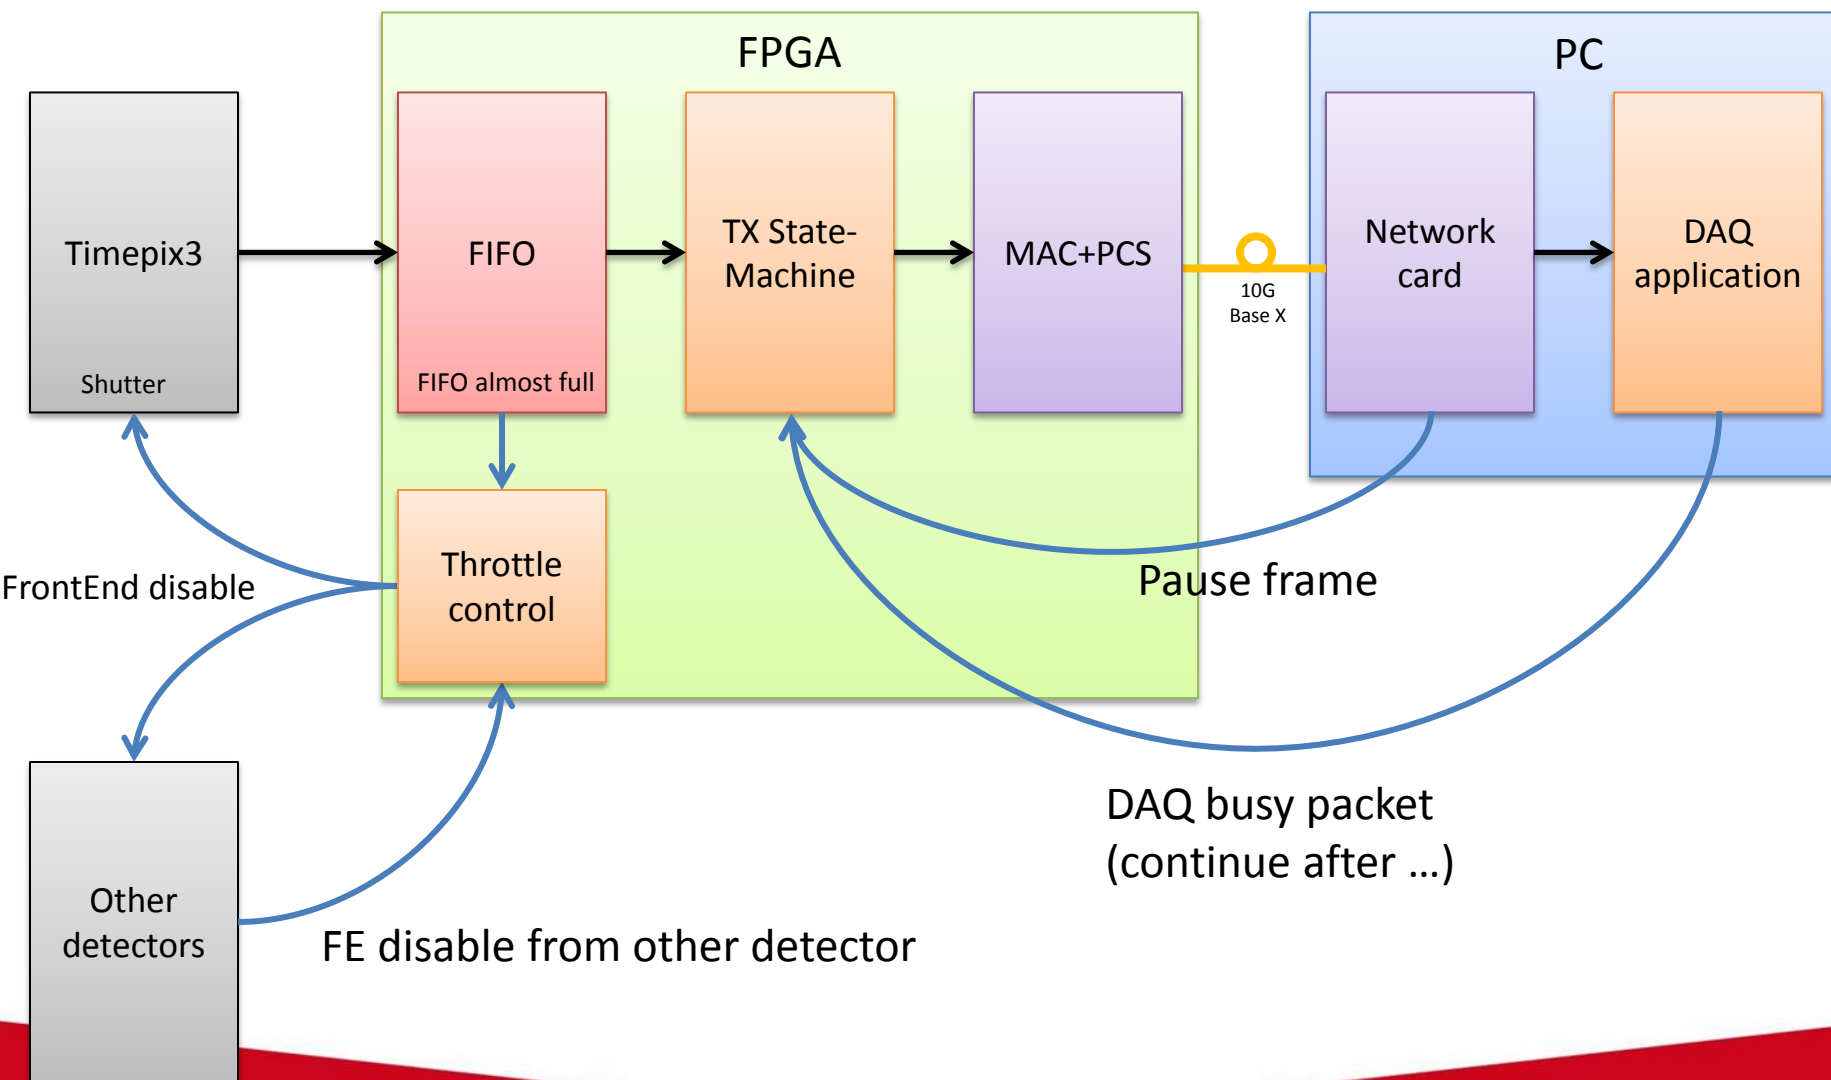 FPGA
PC
Timepix3
Shutter
FIFO
FIFO almost full
TX State-
Machine
MAC+PCS
10G
Base X
Network
card
DAQ
application
Throttle
control
FrontEnd disable
Pause frame
DAQ busy packet
(continue after ...)
Other
detectors
FE disable from other detector